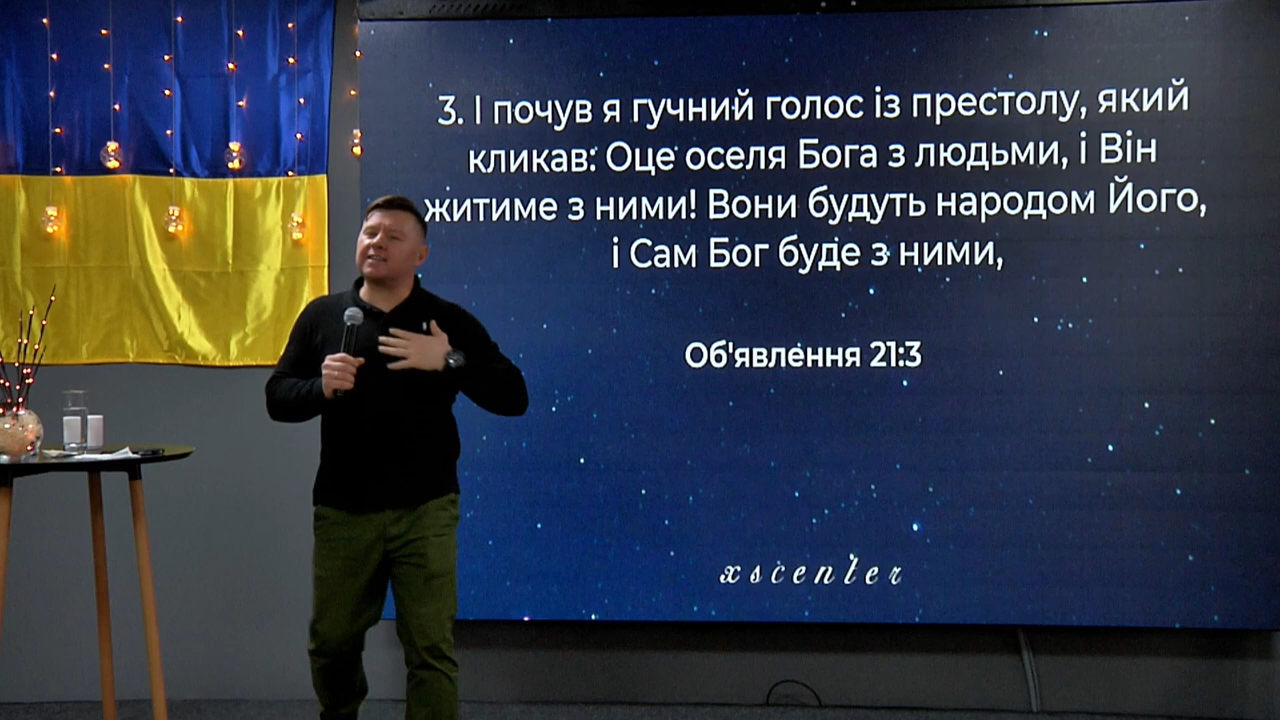 3. І почув я гучний голос із престолу, який
кликав: Оце оселя Бога з людьми, і Він
житиме з ними! Вони будуть народом Його,
і Сам Бог буде з ними,
Об'явлення 21:3
xscenter